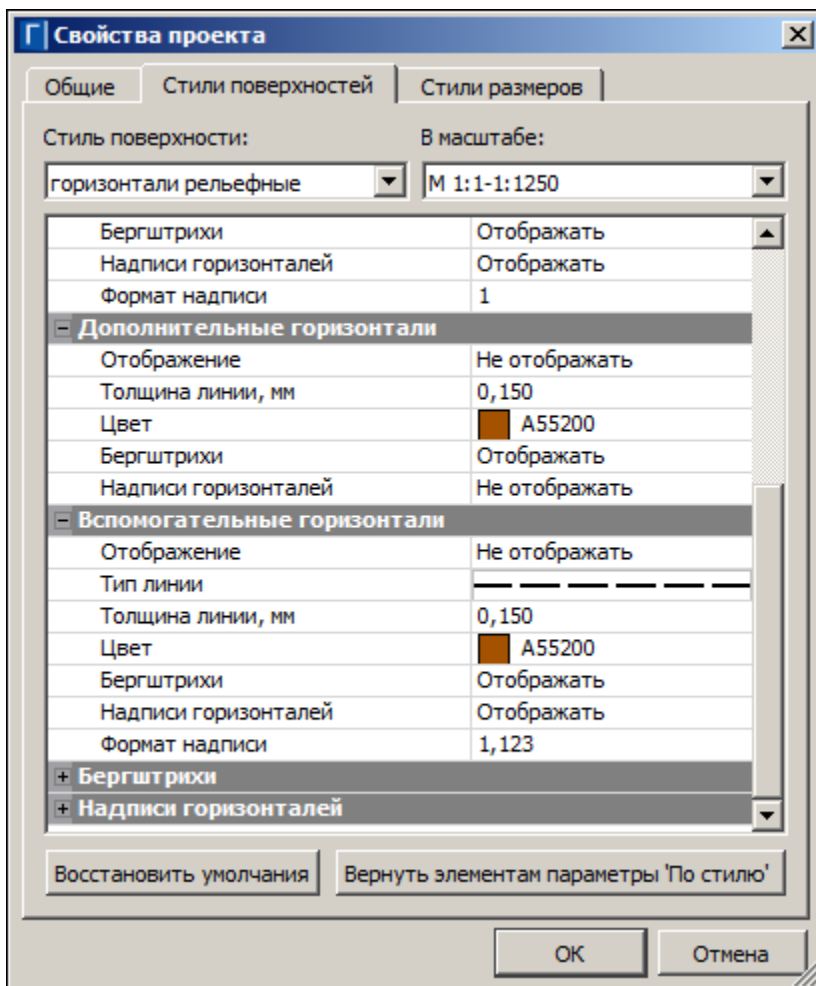 Г Свойства проекта
Общие Стили поверхностей Стили размеров
Стиль поверхности: В масштабе:
горизонтали рельефные М 1:1-1:1250
Бергштрихи Отображать
Надписи горизонталей Отображать
Формат надписи 1
Дополнительные горизонтали
Отображение Не отображать
Толщина линии, мм 0,150
Цвет A55200
Бергштрихи Отображать
Надписи горизонталей Не отображать
Вспомогательные горизонтали
Отображение Не отображать
Тип линии
Толщина линии, мм 0,150
Цвет A55200
Бергштрихи Отображать
Надписи горизонталей Отображать
Формат надписи 1,123
Бергштрихи
Надписи горизонталей
Восстановить умолчания Вернуть элементам параметры 'По стилю'
ОК Отмена